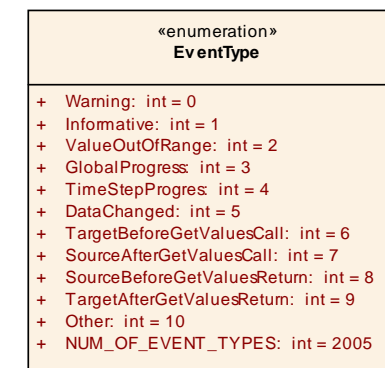 «enumeration»
EventType
+ Warning: int = 0
+ Informative: int = 1
+ ValueOutOfRange: int = 2
+ GlobalProgress: int = 3
+ TimeStepProgres: int = 4
+ DataChanged: int = 5
+ TargetBeforeGetValuesCall: int = 6
+ SourceAfterGetValuesCall: int = 7
+ SourceBeforeGetValuesReturn: int = 8
+ TargetAfterGetValuesReturn: int = 9
+ Other: int = 10
+ NUM_OF_EVENT_TYPES: int = 2005